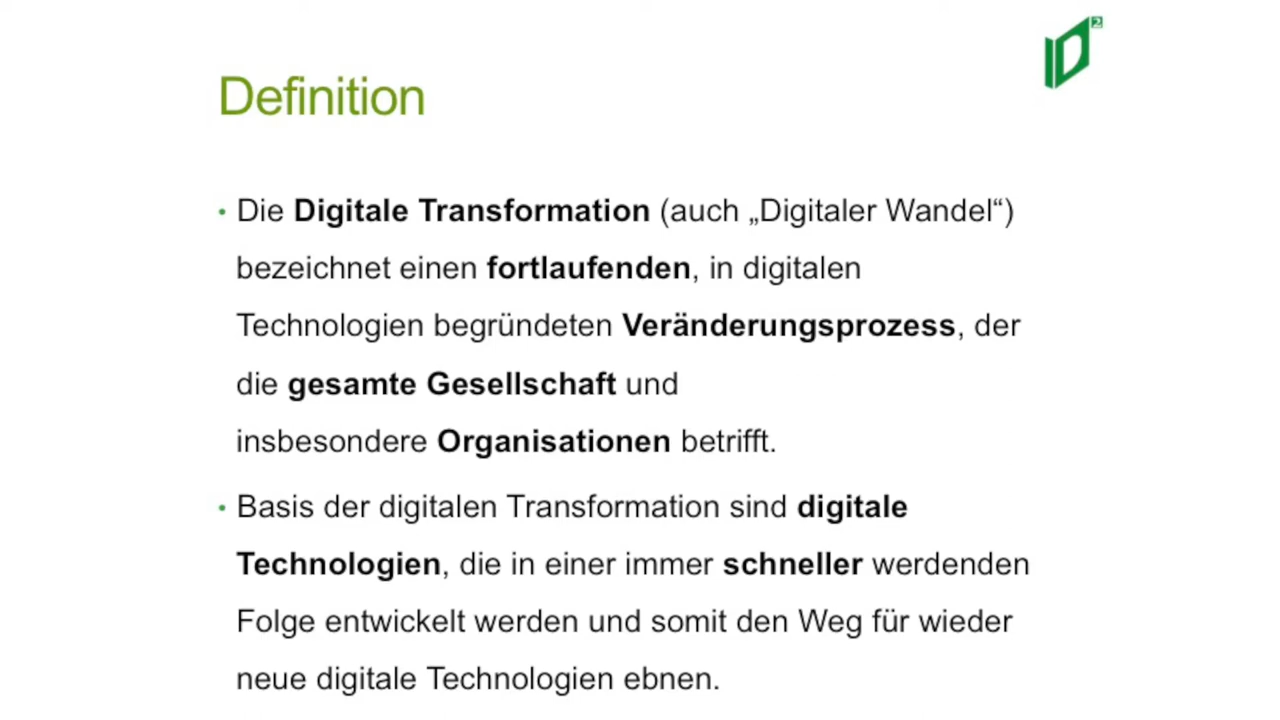 Definition
• Die Digitale Transformation (auch „Digitaler Wandel“)
bezeichnet einen fortlaufenden, in digitalen
Technologien begründeten Veränderungsprozess, der
die gesamte Gesellschaft und
insbesondere Organisationen betrifft.
• Basis der digitalen Transformation sind digitale
Technologien, die in einer immer schneller werdenden
Folge entwickelt werden und somit den Weg für wieder
neue digitale Technologien ebnen.